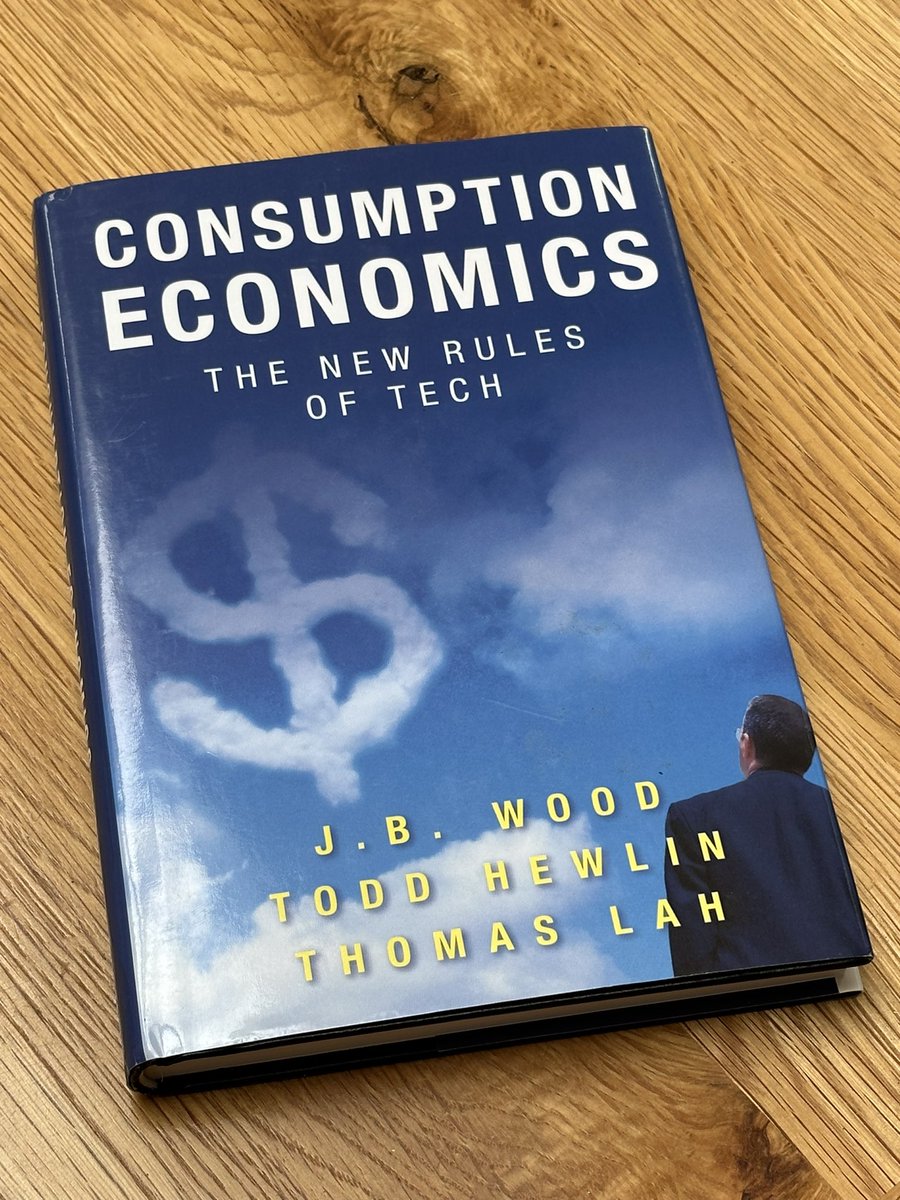 CONSUMPTION
ECONOMICS
THE NEW RULES
OF TECH
J.B. WOOD
TODD HEWLIN
THOMAS LAH